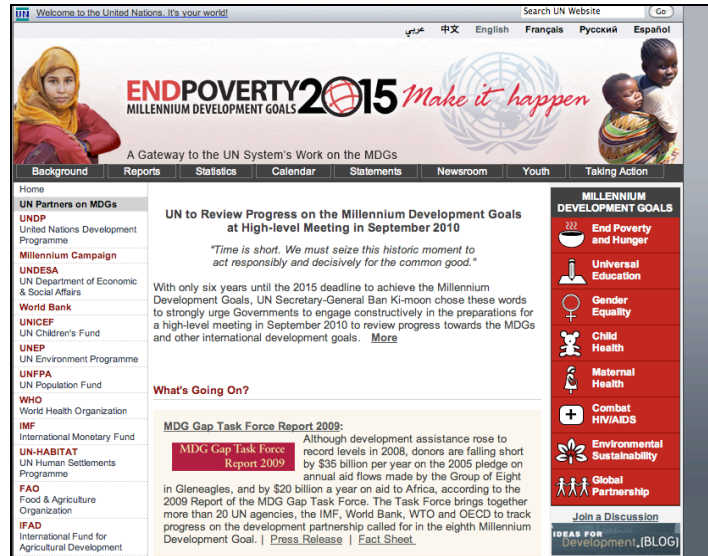 UN Welcome to the United Nations. It's your world!
Search UN Website Go
عربي 中文 English Français Русский Español
ENDPOVERTY2015 Make it happen
MILLENNIUM DEVELOPMENT GOALS
A Gateway to the UN System's Work on the MDGs
Background Reports Statistics Calendar Statements Newsroom Youth Taking Action
Home
UN Partners on MDGs
UNDP
United Nations Development
Programme
Millennium Campaign
UNDESA
UN Department of Economic
& Social Affairs
World Bank
UNICEF
UN Children's Fund
UNEP
UN Environment Programme
UNFPA
UN Population Fund
WHO
World Health Organization
IMF
International Monetary Fund
UN-HABITAT
UN Human Settlements
Programme
FAO
Food & Agriculture
Organization
IFAD
International Fund for
Agricultural Development
UN to Review Progress on the Millennium Development Goals
at High-level Meeting in September 2010
"Time is short. We must seize this historic moment to
act responsibly and decisively for the common good."
With only six years until the 2015 deadline to achieve the Millennium
Development Goals, UN Secretary-General Ban Ki-moon chose these words
to strongly urge Governments to engage constructively in the preparations for
a high-level meeting in September 2010 to review progress towards the MDGs
and other international development goals. More
What's Going On?
MDG Gap Task Force Report 2009:
MDG Gap Task Force
Report 2009
Although development assistance rose to
record levels in 2008, donors are falling short
by $35 billion per year on the 2005 pledge on
annual aid flows made by the Group of Eight
in Gleneagles, and by $20 billion a year on aid to Africa, according to the
2009 Report of the MDG Gap Task Force. The Task Force brings together
more than 20 UN agencies, the IMF, World Bank, WTO and OECD to track
progress on the development partnership called for in the eighth Millennium
Development Goal. | Press Release | Fact Sheet
MILLENNIUM
DEVELOPMENT GOALS
End Poverty
and Hunger
Universal
Education
Gender
Equality
Child
Health
Maternal
Health
Combat
HIV/AIDS
Environmental
Sustainability
Global
Partnership
Join a Discussion
IDEAS FOR
Development.(BLOG)